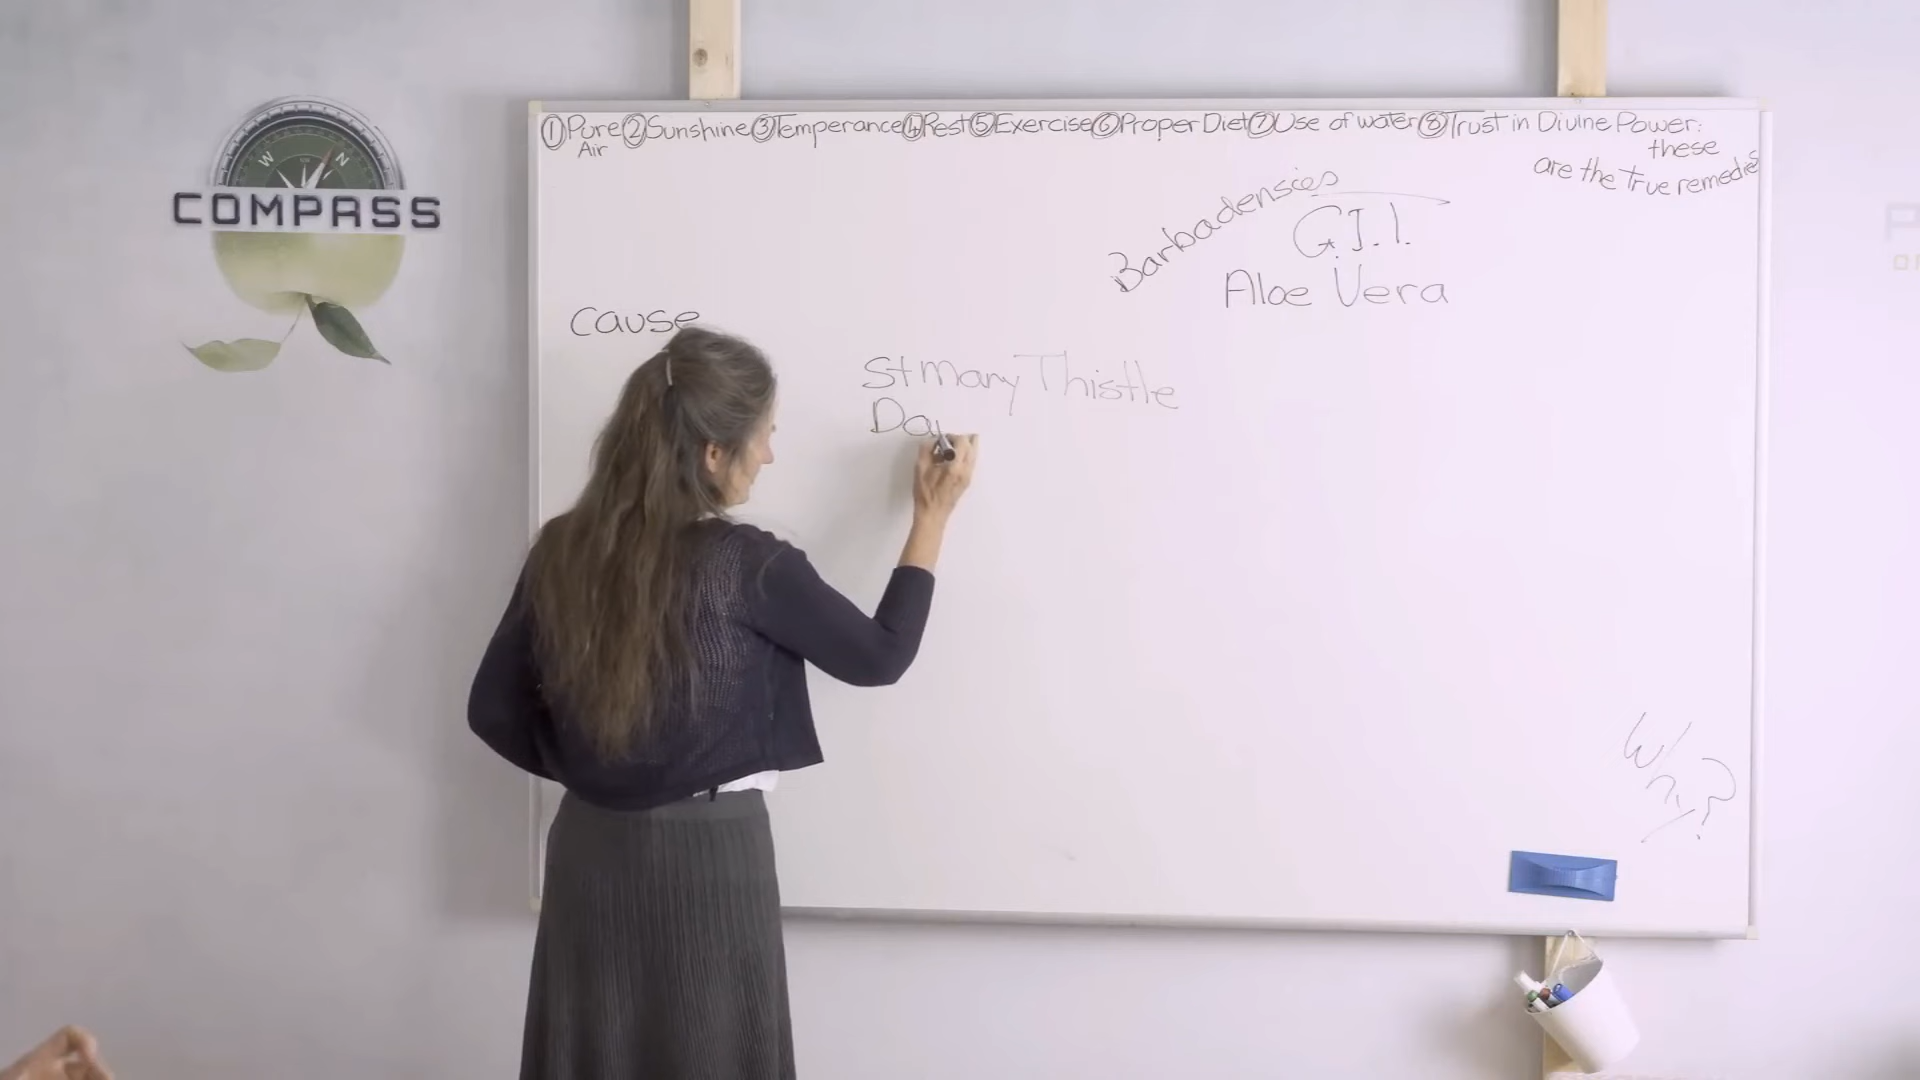 ①Pure ②Sunshine ③Temperance ④Rest ⑤Exercise ⑥Proper Diet ⑦Use of water ⑧Trust in Divine Power:
Air
these
are the True remedies
W N
COMPASS
Barbadensies
G.I.I.
Aloe Vera
cause
St Mary Thistle
Da
Why?